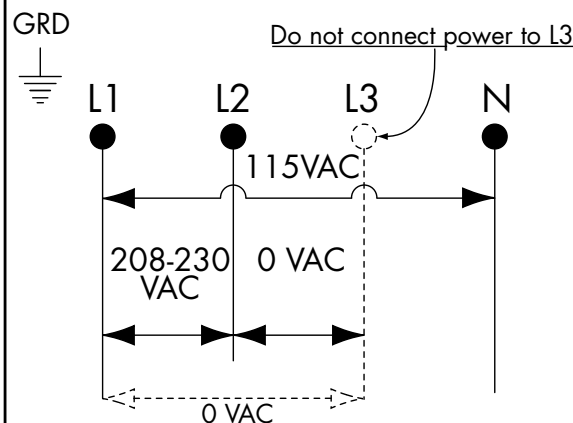 GRD
Do not connect power to L3
L1 L2 L3 N
115VAC
208-230 0 VAC
VAC
0 VAC